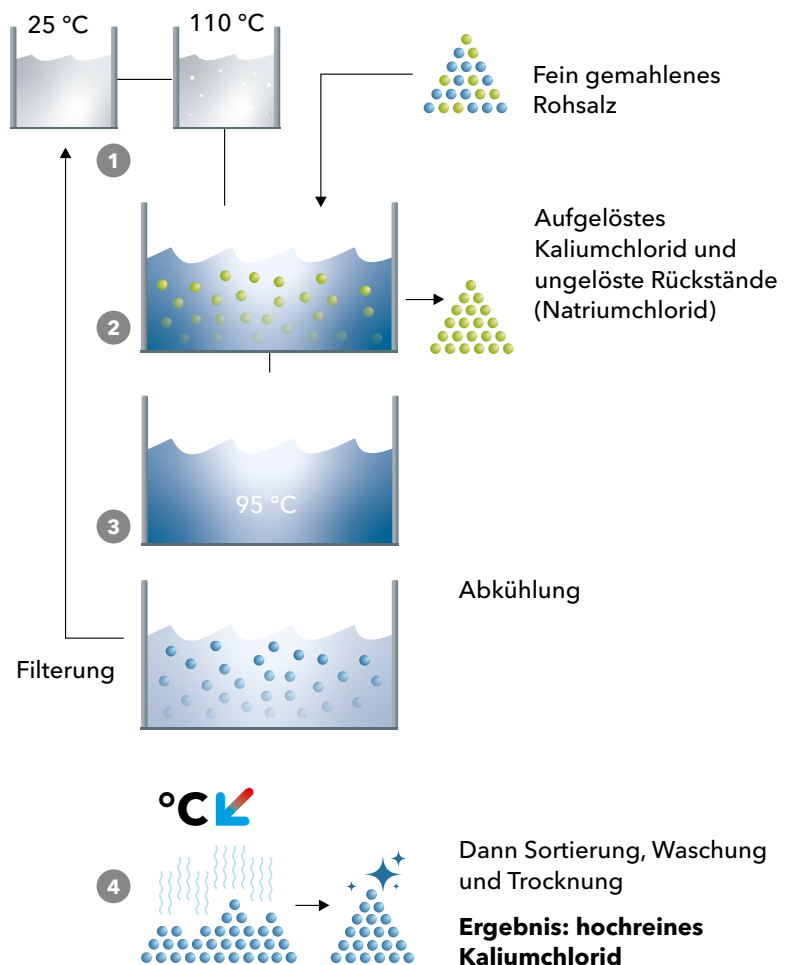 25 °C
110 °C
Fein gemahlenes
Rohsalz
1
Aufgelöstes
Kaliumchlorid und
ungelöste Rückstände
(Natriumchlorid)
2
95 °C
3
Abkühlung
Filterung
°C
4
Dann Sortierung, Waschung
und Trocknung
Ergebnis: hochreines
Kaliumchlorid